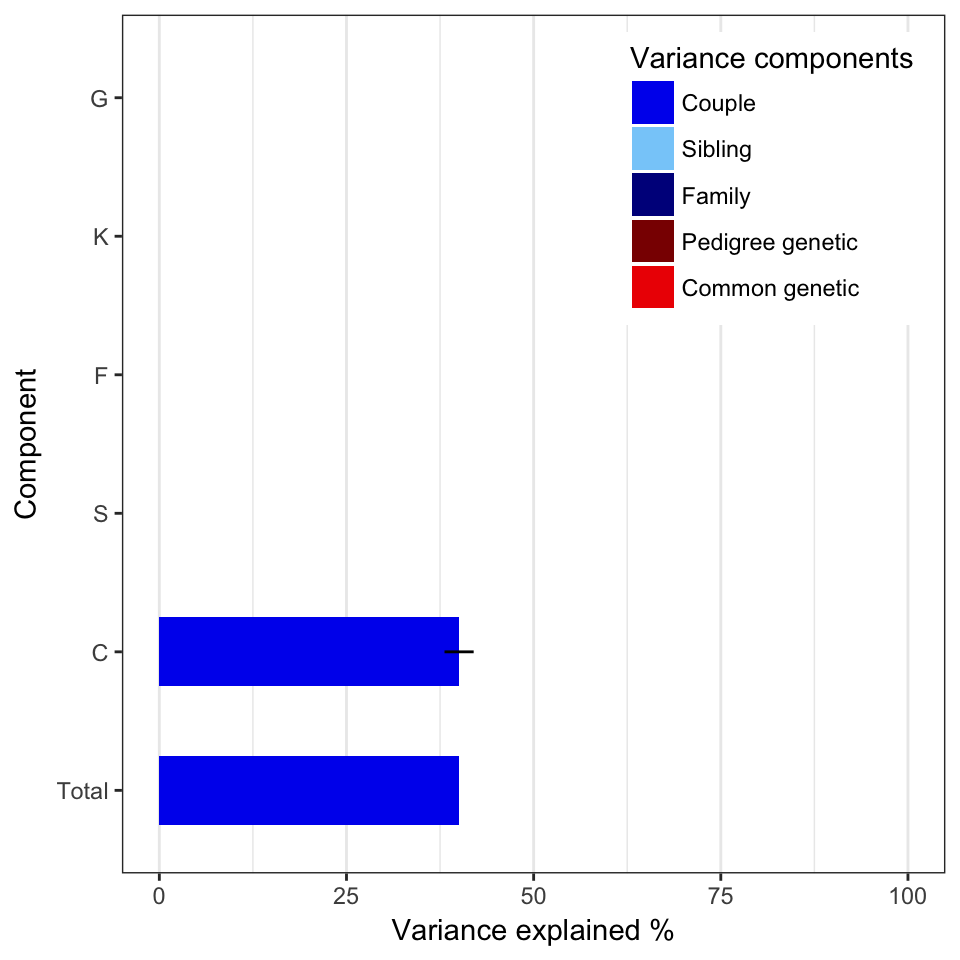 Variance components
Couple
Sibling
Family
Pedigree genetic
Common genetic
G
K
F
S
C
Total
Component
0 25 50 75 100
Variance explained %